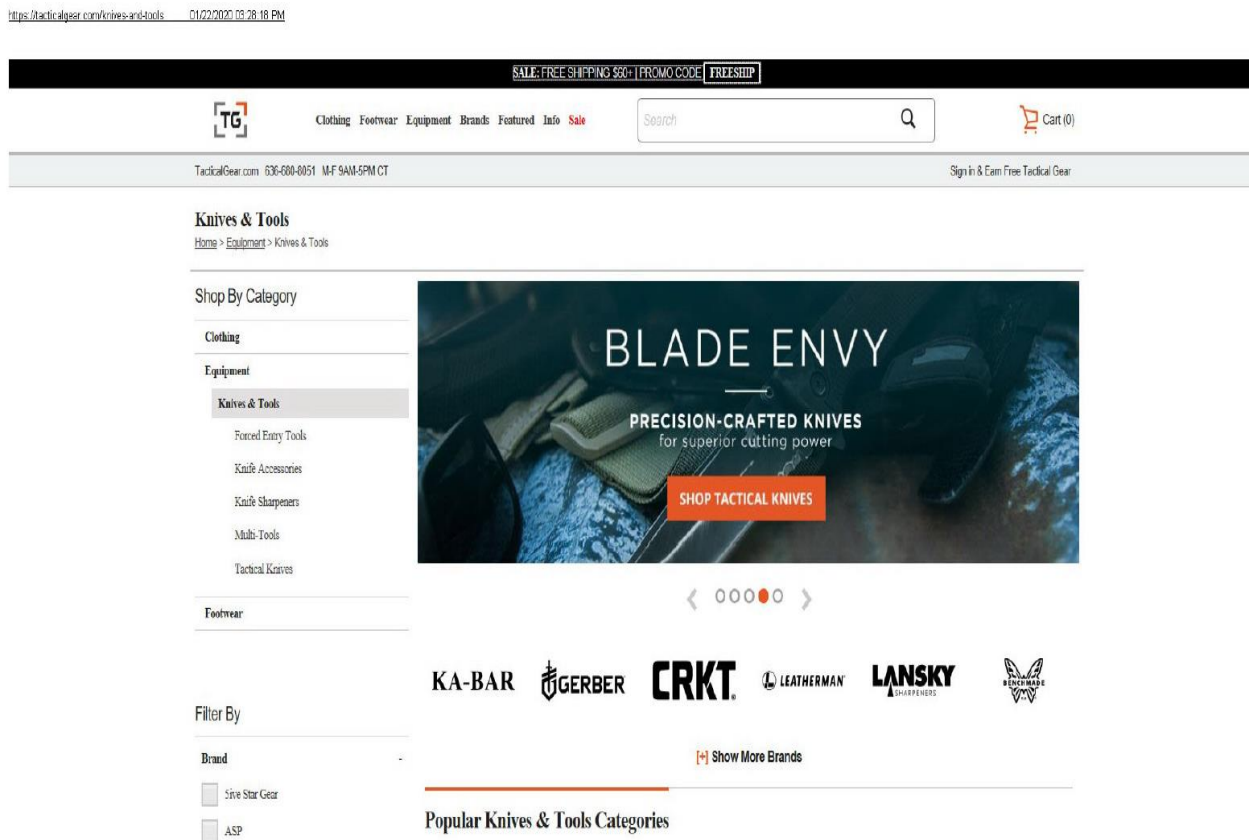 https://tacticalgear.com/knives-and-tools 01/22/2020 03:28:18 PM
SALE: FREE SHIPPING $60+ | PROMO CODE FREESHIP
TG Clothing Footwear Equipment Brands Featured Info Sale Search Cart (0)
TacticalGear.com 636-680-8051 M-F 9AM-5PM CT Sign in & Earn Free Tactical Gear
Knives & Tools
Home > Equipment > Knives & Tools
Shop By Category
Clothing
Equipment
Knives & Tools
Forced Entry Tools
Knife Accessories
Knife Sharpeners
Multi-Tools
Tactical Knives
Footwear
BLADE ENVY
PRECISION-CRAFTED KNIVES
for superior cutting power
SHOP TACTICAL KNIVES
KA-BAR GERBER CRKT LEATHERMAN LANSKY SHARPENERS BENCHMADE
[+] Show More Brands
Filter By
Brand -
5ive Star Gear
ASP
Popular Knives & Tools Categories